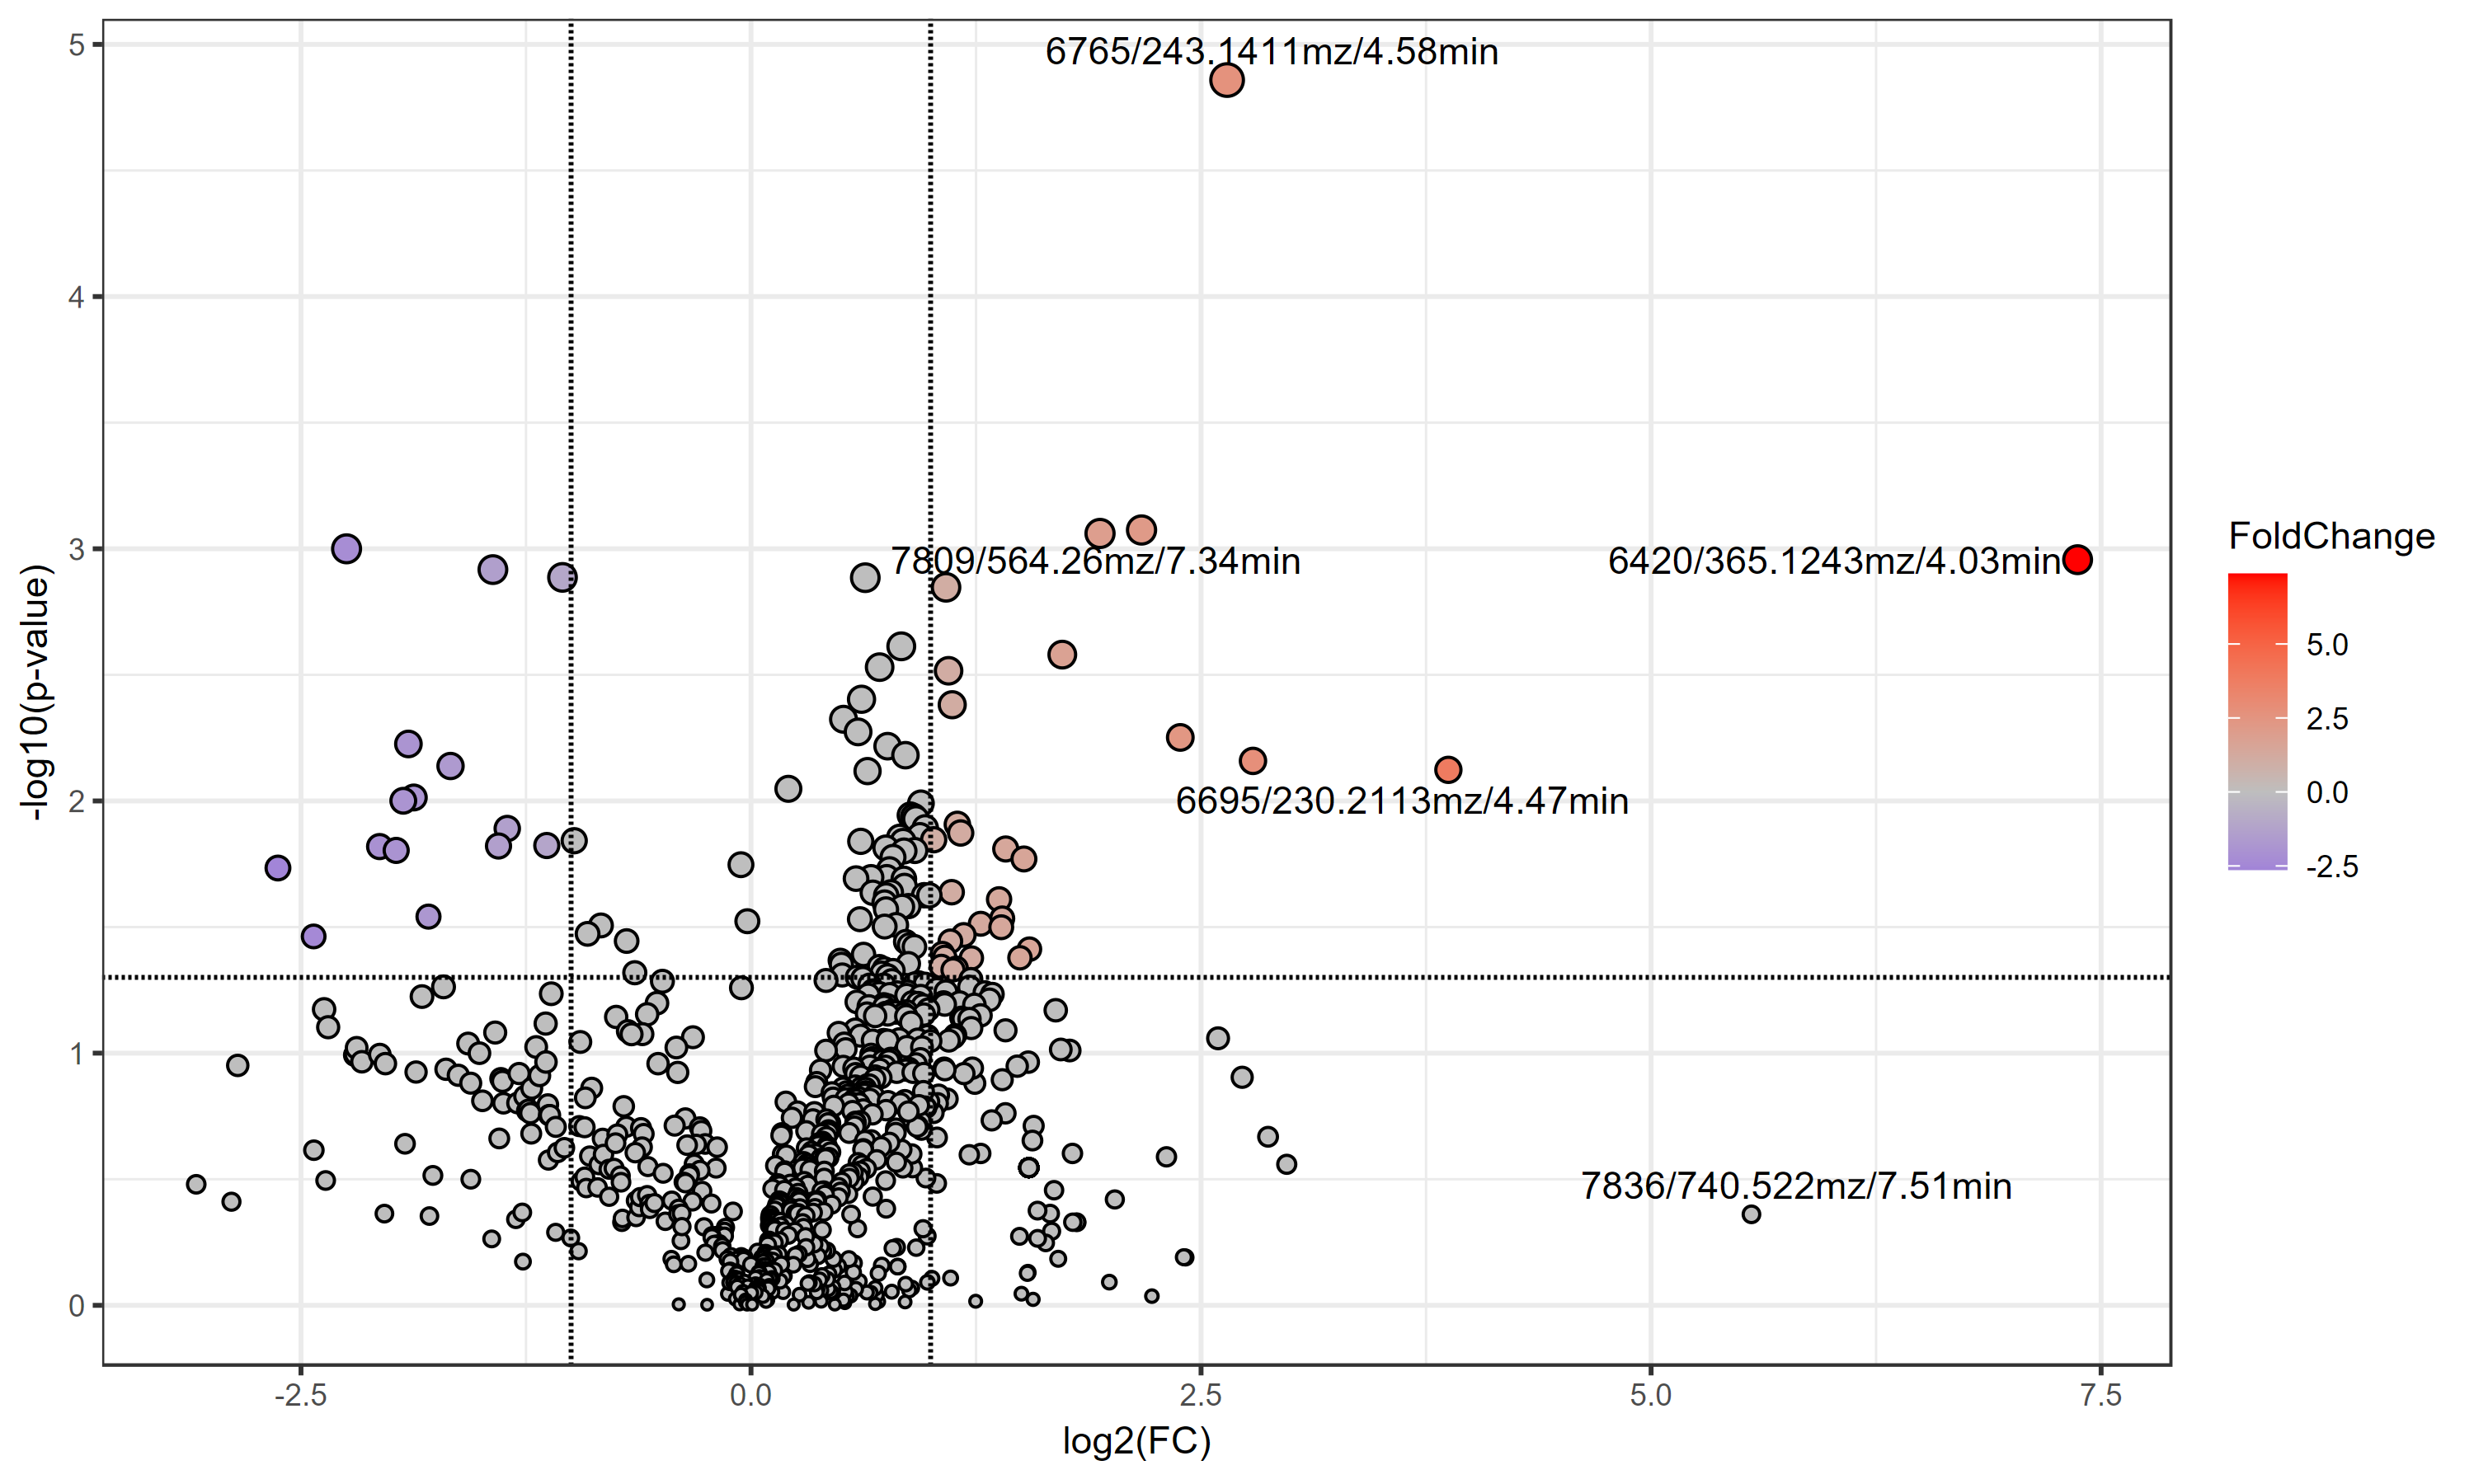 5
6765/243.1411mz/4.58min
4
3
7809/564.26mz/7.34min
6420/365.1243mz/4.03min
2
6695/230.2113mz/4.47min
1
7836/740.522mz/7.51min
0
-log10(p-value)
-2.5
0.0
2.5
5.0
7.5
log2(FC)
FoldChange
5.0
2.5
0.0
-2.5